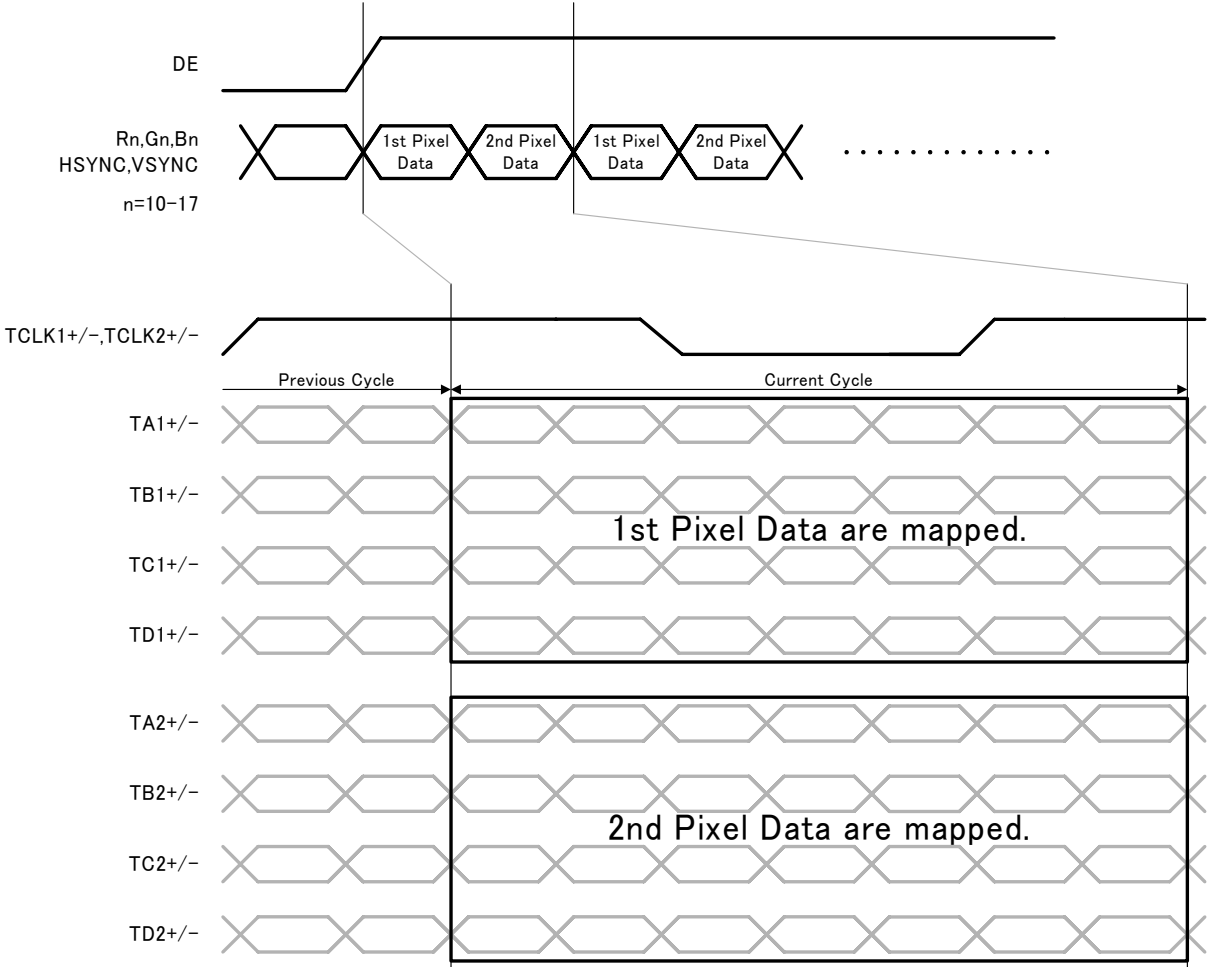 DE
Rn,Gn,Bn
HSYNC,VSYNC
n=10-17
1st Pixel
Data
2nd Pixel
Data
1st Pixel
Data
2nd Pixel
Data
TCLK1+/-,TCLK2+/-
Previous Cycle
Current Cycle
TA1+/-
TB1+/-
1st Pixel Data are mapped.
TC1+/-
TD1+/-
TA2+/-
TB2+/-
2nd Pixel Data are mapped.
TC2+/-
TD2+/-